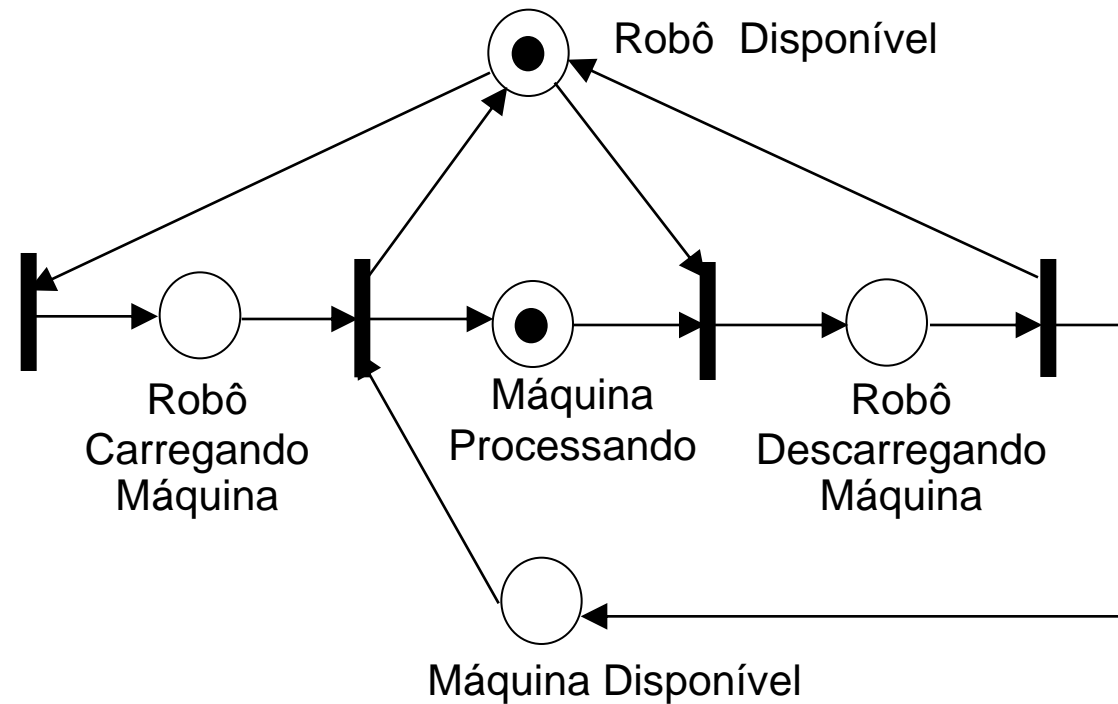 Robô Disponível
Robô
Carregando
Máquina
Máquina
Processando
Robô
Descarregando
Máquina
Máquina Disponível